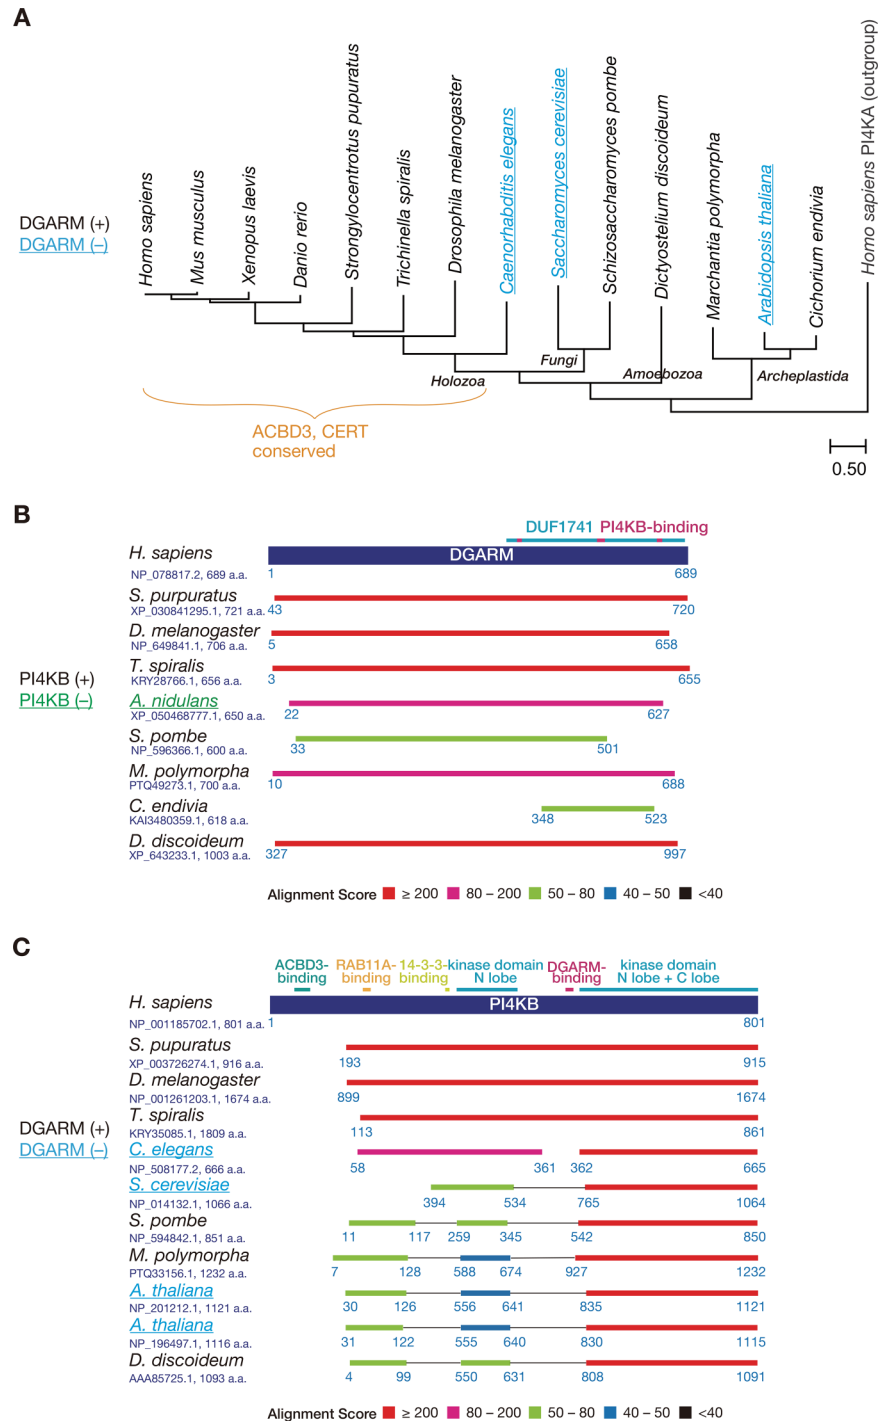 A
Homo sapiens
Mus musculus
Xenopus laevis
Danio rerio
Strongylocentrotus pupuratus
Trichinella spiralis
Drosophila melanogaster
Caenorhabditis elegans
Saccharomyces cerevisiae
Schizosaccharomyces pombe
Dictyostelium discoideum
Marchantia polymorpha
Arabidopsis thaliana
Cichorium endivia
Homo sapiens PI4KA (outgroup)
DGARM (+)
DGARM (–)
Fungi
Holozoa
Amoebozoa
Archeplastida
ACBD3, CERT
conserved
0.50
B
DUF1741 PI4KB-binding
H. sapiens
DGARM
NP_078817.2, 689 a.a.
1
689
S. purpuratus
XP_030841295.1, 721 a.a.
43
720
D. melanogaster
NP_649841.1, 706 a.a.
5
658
T. spiralis
KRY28766.1, 656 a.a.
3
655
PI4KB (+)
PI4KB (–)
A. nidulans
XP_050468777.1, 650 a.a.
22
627
S. pombe
NP_596366.1, 600 a.a.
33
501
M. polymorpha
PTQ49273.1, 700 a.a.
10
688
C. endivia
KAI3480359.1, 618 a.a.
348
523
D. discoideum
XP_643233.1, 1003 a.a.
327
997
Alignment Score ≥ 200 80 – 200 50 – 80 40 – 50 <40
C
ACBD3-
binding
RAB11A-
binding
14-3-3-
binding
kinase domain
N lobe
DGARM-
binding
kinase domain
N lobe + C lobe
H. sapiens
PI4KB
NP_001185702.1, 801 a.a.
1
801
S. pupuratus
XP_003726274.1, 916 a.a.
193
915
D. melanogaster
NP_001261203.1, 1674 a.a.
899
1674
T. spiralis
KRY35085.1, 1809 a.a.
113
861
DGARM (+)
DGARM (–)
C. elegans
NP_508177.2, 666 a.a.
58
361
362
665
S. cerevisiae
NP_014132.1, 1066 a.a.
394
534
765
1064
S. pombe
NP_594842.1, 851 a.a.
11
117
259
345
542
850
M. polymorpha
PTQ33156.1, 1232 a.a.
7
128
588
674
927
1232
A. thaliana
NP_201212.1, 1121 a.a.
30
126
556
641
835
1121
A. thaliana
NP_196497.1, 1116 a.a.
31
122
555
640
830
1115
D. discoideum
AAA85725.1, 1093 a.a.
4
99
550
631
808
1091
Alignment Score ≥ 200 80 – 200 50 – 80 40 – 50 <40